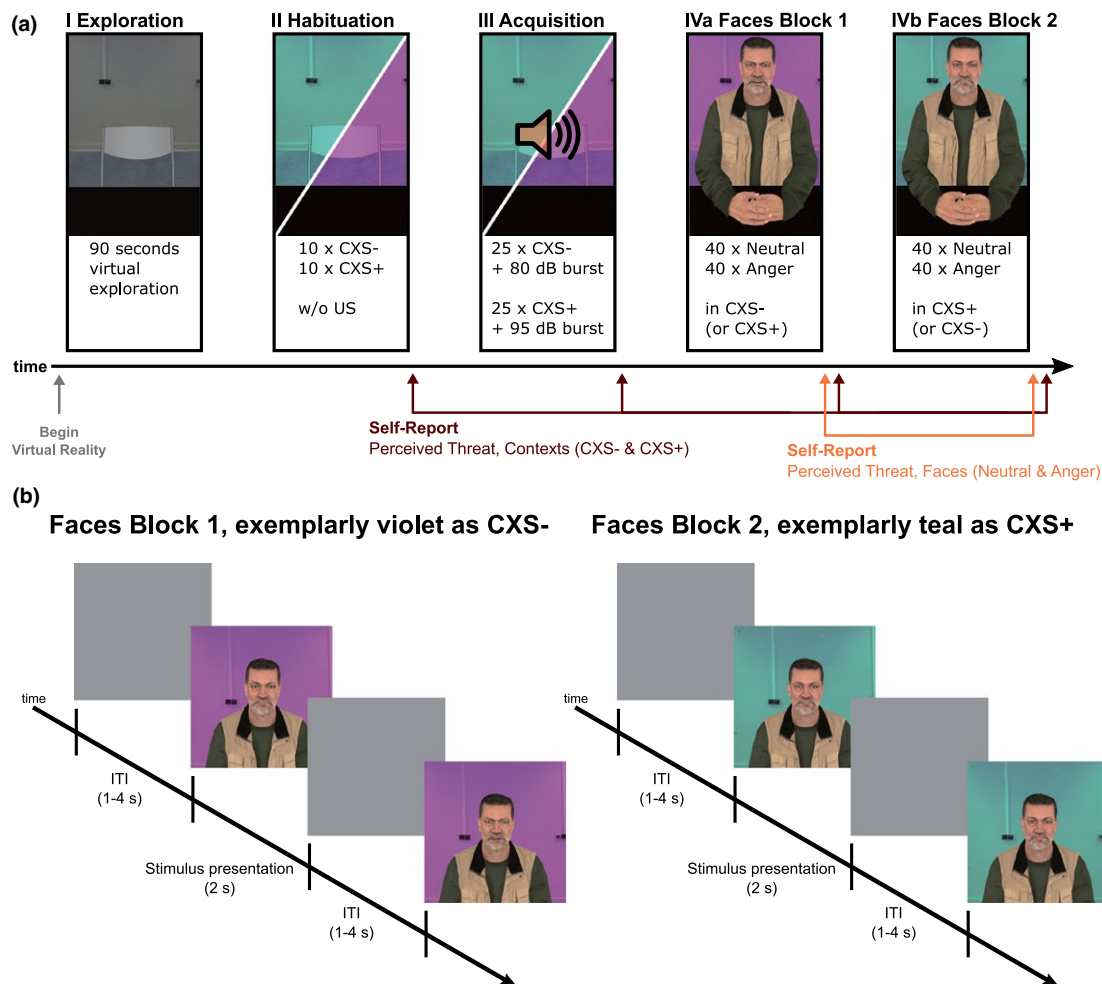 (a)
I Exploration
II Habituation
III Acquisition
IVa Faces Block 1
IVb Faces Block 2
90 seconds
virtual
exploration
10 x CXS-
10 x CXS+
w/o US
25 x CXS-
+ 80 dB burst
25 x CXS+
+ 95 dB burst
40 x Neutral
40 x Anger
in CXS-
(or CXS+)
40 x Neutral
40 x Anger
in CXS+
(or CXS-)
time
Begin
Virtual Reality
Self-Report
Perceived Threat, Contexts (CXS- & CXS+)
Self-Report
Perceived Threat, Faces (Neutral & Anger)
(b)
Faces Block 1, exemplarly violet as CXS-
time
ITI
(1-4 s)
Stimulus presentation
(2 s)
ITI
(1-4 s)
Faces Block 2, exemplarly teal as CXS+
time
ITI
(1-4 s)
Stimulus presentation
(2 s)
ITI
(1-4 s)